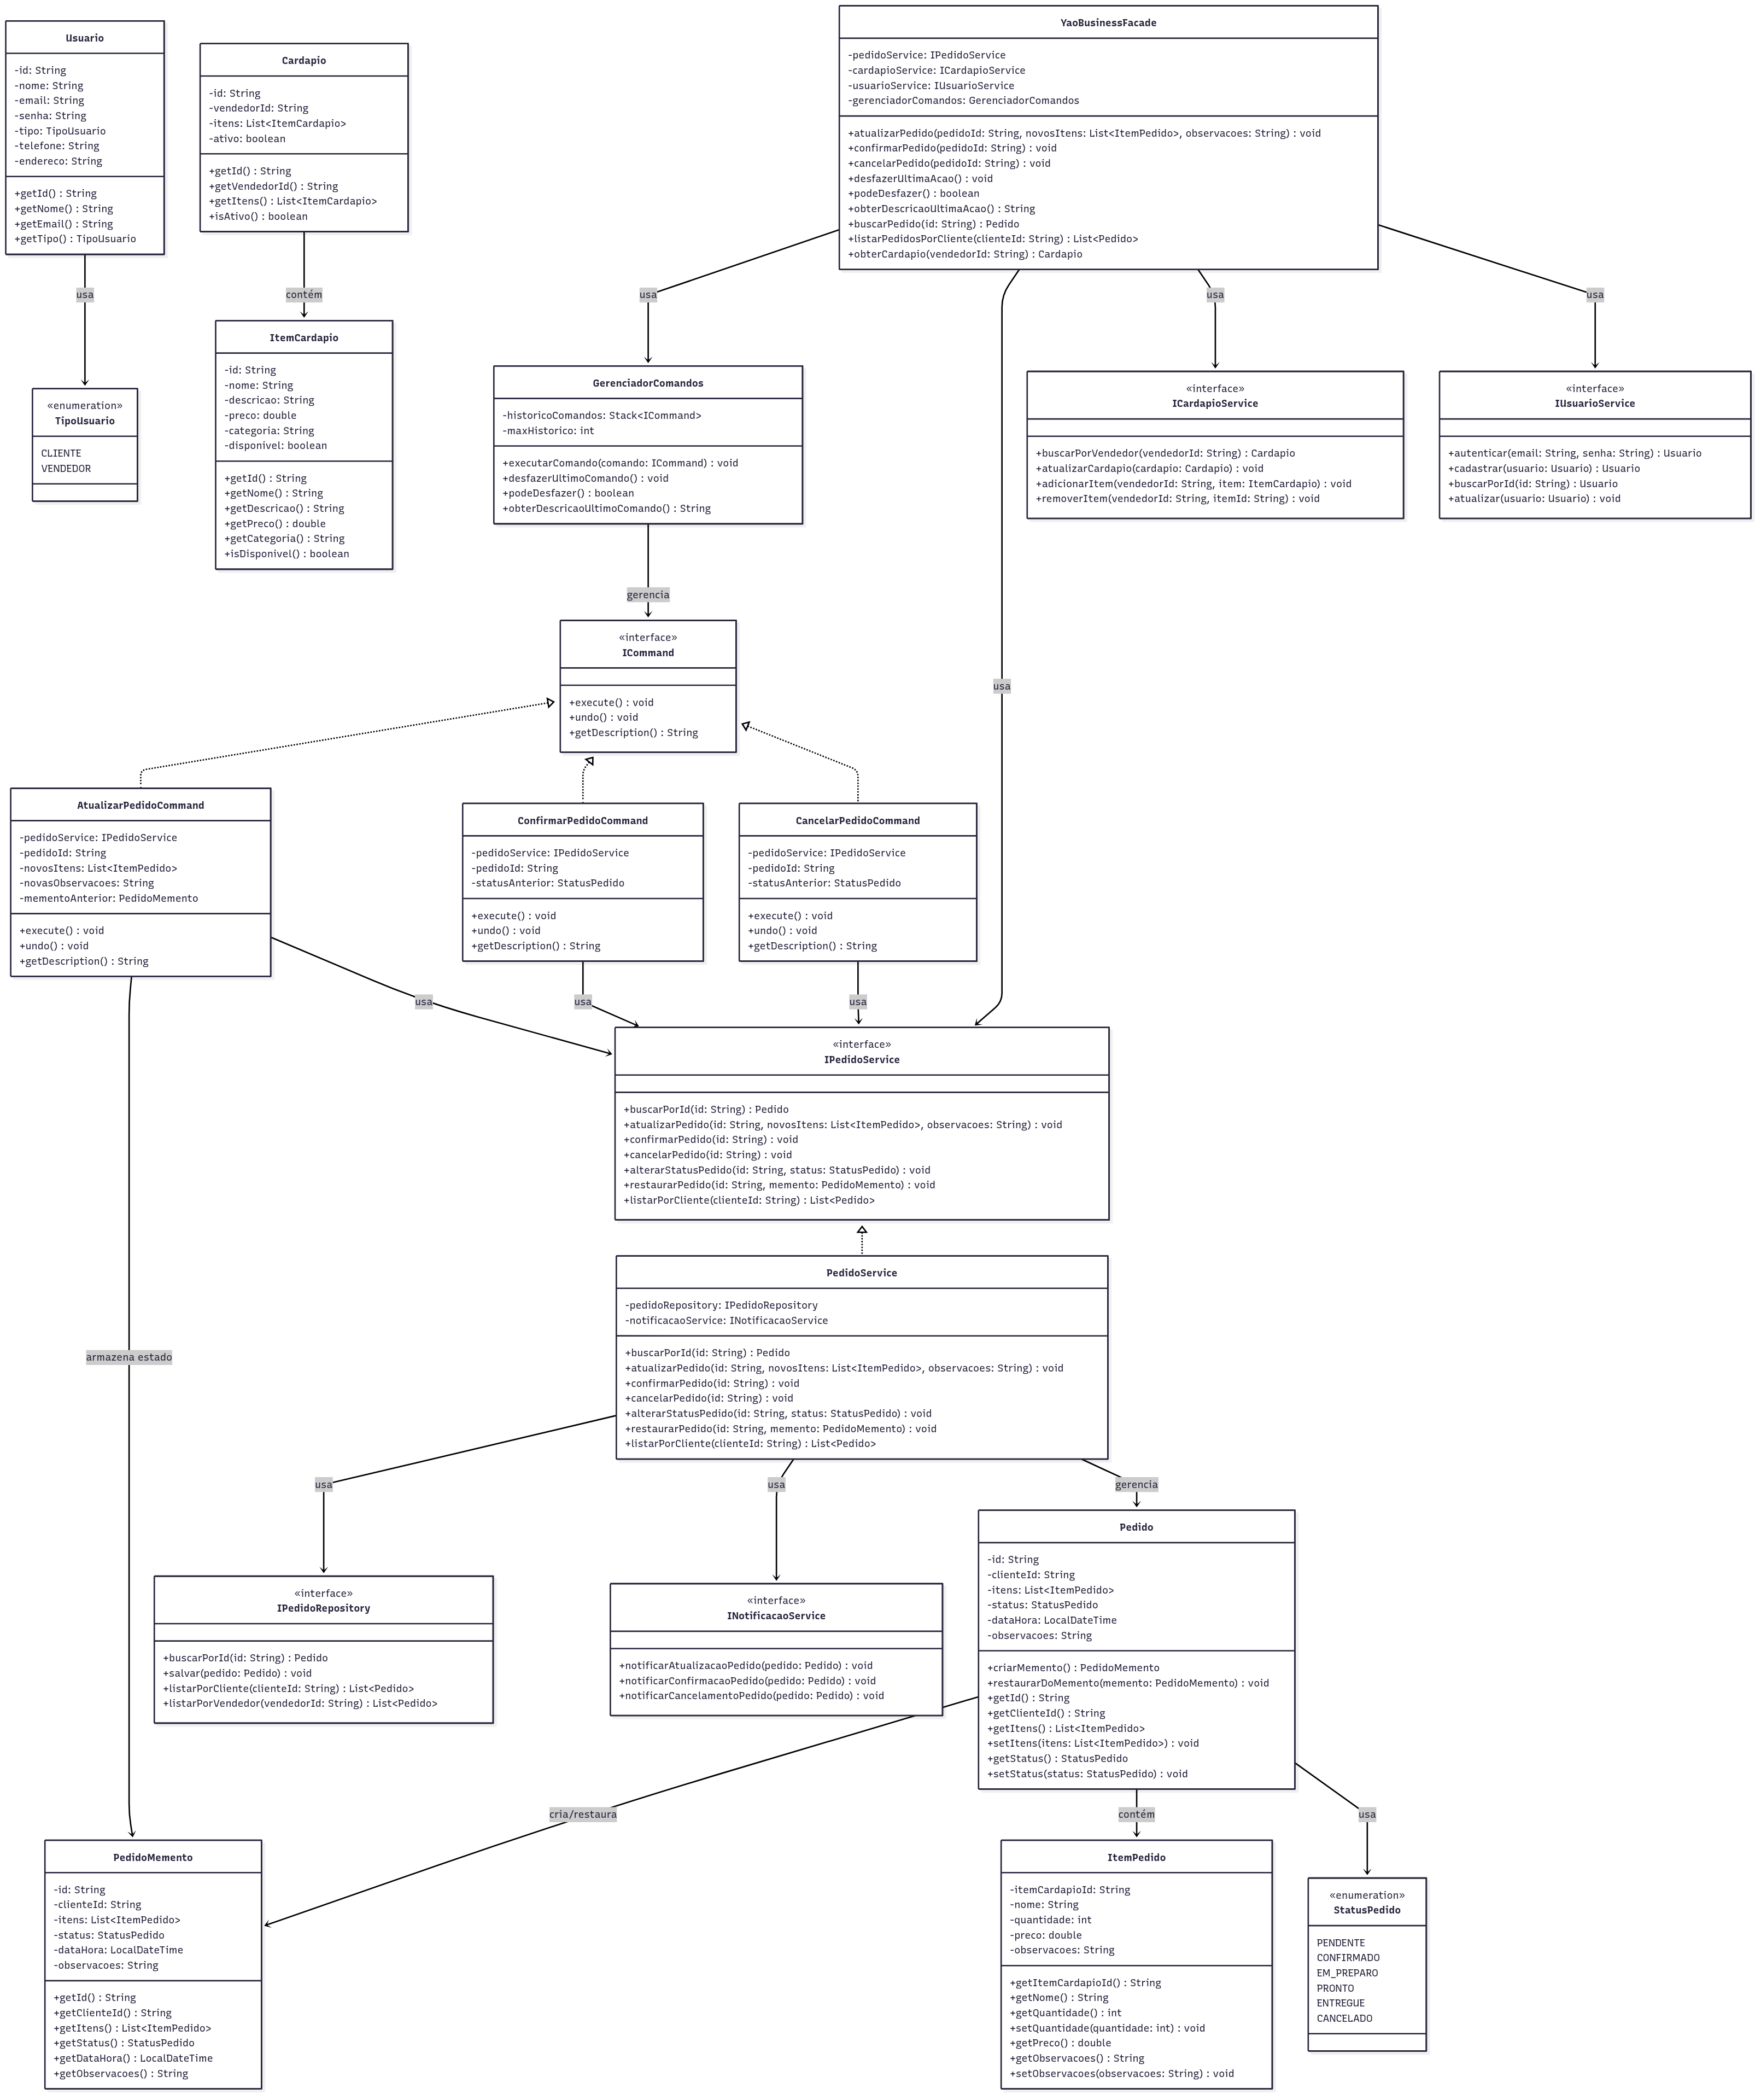 Usuario
-id: String
-nome: String
-email: String
-senha: String
-tipo: TipoUsuario
-telefone: String
-endereco: String
+getId() : String
+getNome() : String
+getEmail() : String
+getTipo() : TipoUsuario
Cardapio
-id: String
-vendedorId: String
-itens: List<ItemCardapio>
-ativo: boolean
+getId() : String
+getVendedorId() : String
+getItens() : List<ItemCardapio>
+isAtivo() : boolean
YaoBusinessFacade
-pedidoService: IPedidoService
-cardapioService: ICardapioService
-usuarioService: IUsuarioService
-gerenciadorComandos: GerenciadorComandos
+atualizarPedido(pedidoId: String, novosItens: List<ItemPedido>, observacoes: String) : void
+confirmarPedido(pedidoId: String) : void
+cancelarPedido(pedidoId: String) : void
+desfazerUltimaAcao() : void
+podeDesfazer() : boolean
+obterDescricaoUltimaAcao() : String
+buscarPedido(id: String) : Pedido
+listarPedidosPorCliente(clienteId: String) : List<Pedido>
+obterCardapio(vendedorId: String) : Cardapio
usa
contém
usa
usa
usa
«enumeration»
TipoUsuario
CLIENTE
VENDEDOR
ItemCardapio
-id: String
-nome: String
-descricao: String
-preco: double
-categoria: String
-disponivel: boolean
+getId() : String
+getNome() : String
+getDescricao() : String
+getPreco() : double
+getCategoria() : String
+isDisponivel() : boolean
GerenciadorComandos
-historicoComandos: Stack<ICommand>
-maxHistorico: int
+executarComando(comando: ICommand) : void
+desfazerUltimoComando() : void
+podeDesfazer() : boolean
+obterDescricaoUltimoComando() : String
«interface»
ICardapioService
+buscarPorVendedor(vendedorId: String) : Cardapio
+atualizarCardapio(cardapio: Cardapio) : void
+adicionarItem(vendedorId: String, item: ItemCardapio) : void
+removerItem(vendedorId: String, itemId: String) : void
«interface»
IUsuarioService
+autenticar(email: String, senha: String) : Usuario
+cadastrar(usuario: Usuario) : Usuario
+buscarPorId(id: String) : Usuario
+atualizar(usuario: Usuario) : void
gerencia
«interface»
ICommand
+execute() : void
+undo() : void
+getDescription() : String
usa
AtualizarPedidoCommand
-pedidoService: IPedidoService
-pedidoId: String
-novosItens: List<ItemPedido>
-novasObservacoes: String
-mementoAnterior: PedidoMemento
+execute() : void
+undo() : void
+getDescription() : String
ConfirmarPedidoCommand
-pedidoService: IPedidoService
-pedidoId: String
-statusAnterior: StatusPedido
+execute() : void
+undo() : void
+getDescription() : String
CancelarPedidoCommand
-pedidoService: IPedidoService
-pedidoId: String
-statusAnterior: StatusPedido
+execute() : void
+undo() : void
+getDescription() : String
usa
usa
usa
«interface»
IPedidoService
+buscarPorId(id: String) : Pedido
+atualizarPedido(id: String, novosItens: List<ItemPedido>, observacoes: String) : void
+confirmarPedido(id: String) : void
+cancelarPedido(id: String) : void
+alterarStatusPedido(id: String, status: StatusPedido) : void
+restaurarPedido(id: String, memento: PedidoMemento) : void
+listarPorCliente(clienteId: String) : List<Pedido>
PedidoService
-pedidoRepository: IPedidoRepository
-notificacaoService: INotificacaoService
+buscarPorId(id: String) : Pedido
+atualizarPedido(id: String, novosItens: List<ItemPedido>, observacoes: String) : void
+confirmarPedido(id: String) : void
+cancelarPedido(id: String) : void
+alterarStatusPedido(id: String, status: StatusPedido) : void
+restaurarPedido(id: String, memento: PedidoMemento) : void
+listarPorCliente(clienteId: String) : List<Pedido>
armazena estado
usa
usa
gerencia
«interface»
IPedidoRepository
+buscarPorId(id: String) : Pedido
+salvar(pedido: Pedido) : void
+listarPorCliente(clienteId: String) : List<Pedido>
+listarPorVendedor(vendedorId: String) : List<Pedido>
«interface»
INotificacaoService
+notificarAtualizacaoPedido(pedido: Pedido) : void
+notificarConfirmacaoPedido(pedido: Pedido) : void
+notificarCancelamentoPedido(pedido: Pedido) : void
Pedido
-id: String
-clienteId: String
-itens: List<ItemPedido>
-status: StatusPedido
-dataHora: LocalDateTime
-observacoes: String
+criarMemento() : PedidoMemento
+restaurarDoMemento(memento: PedidoMemento) : void
+getId() : String
+getClienteId() : String
+getItens() : List<ItemPedido>
+setItens(itens: List<ItemPedido>) : void
+getStatus() : StatusPedido
+setStatus(status: StatusPedido) : void
cria/restaura
contém
usa
PedidoMemento
-id: String
-clienteId: String
-itens: List<ItemPedido>
-status: StatusPedido
-dataHora: LocalDateTime
-observacoes: String
+getId() : String
+getClienteId() : String
+getItens() : List<ItemPedido>
+getStatus() : StatusPedido
+getDataHora() : LocalDateTime
+getObservacoes() : String
ItemPedido
-itemCardapioId: String
-nome: String
-quantidade: int
-preco: double
-observacoes: String
+getItemCardapioId() : String
+getNome() : String
+getQuantidade() : int
+setQuantidade(quantidade: int) : void
+getPreco() : double
+getObservacoes() : String
+setObservacoes(observacoes: String) : void
«enumeration»
StatusPedido
PENDENTE
CONFIRMADO
EM_PREPARO
PRONTO
ENTREGUE
CANCELADO